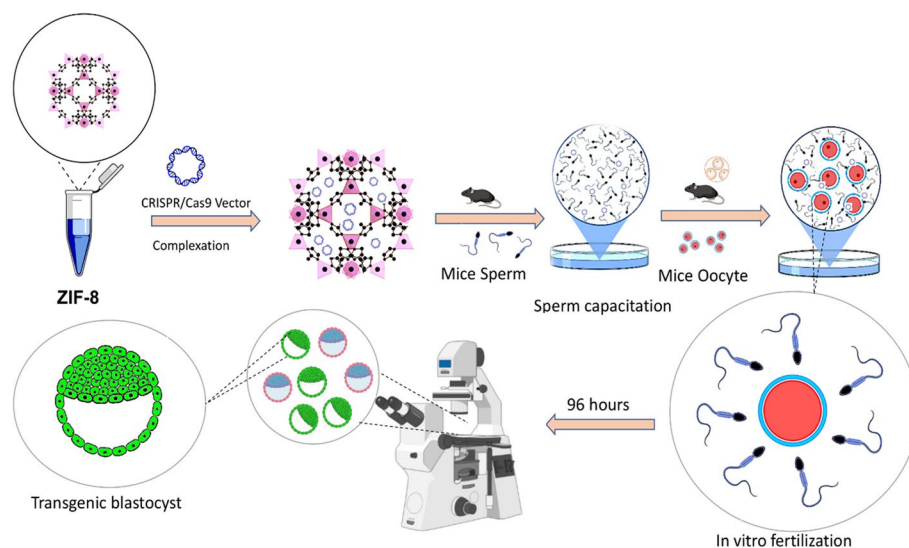 CRISPR/Cas9 Vector
Complexation
ZIF-8
Mice Sperm
Sperm capacitation
Mice Oocyte
96 hours
Transgenic blastocyst
In vitro fertilization